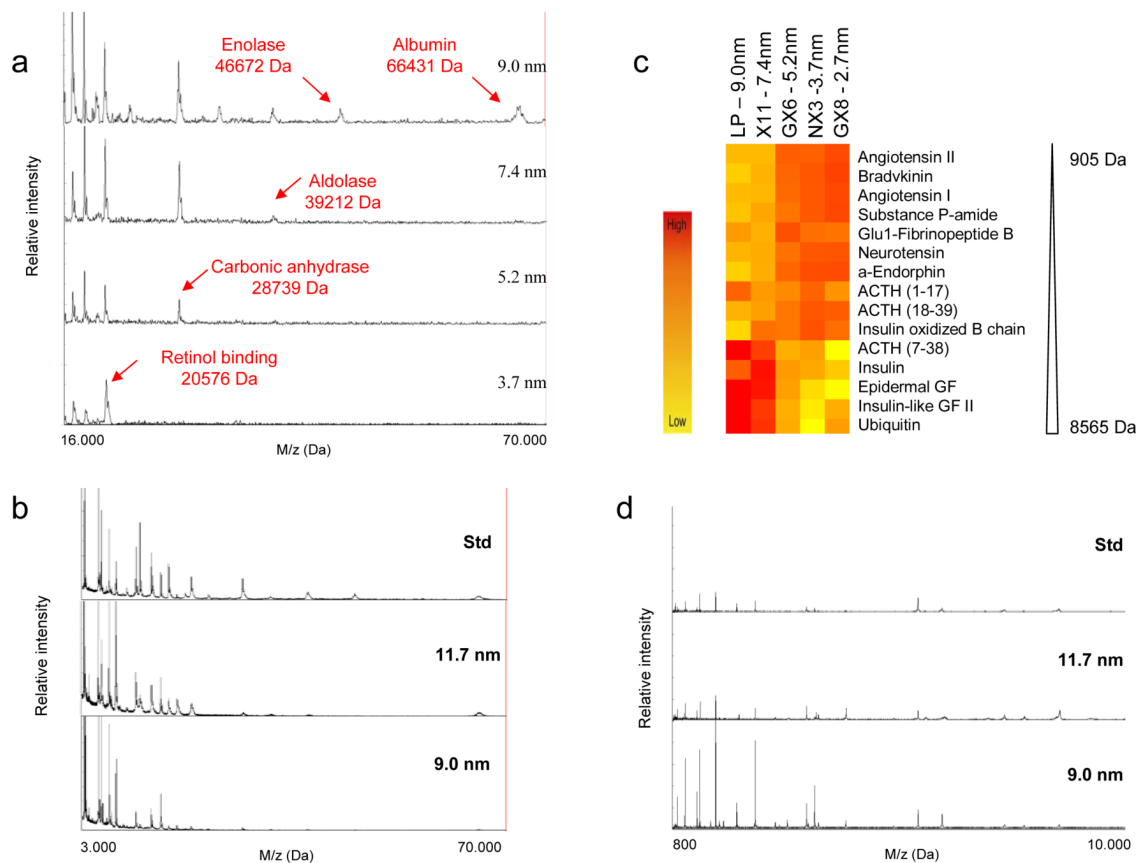 a
Relative intensity
Enolase
46672 Da
Albumin
66431 Da
9.0 nm
7.4 nm
Aldolase
39212 Da
Carbonic anhydrase
28739 Da
5.2 nm
Retinol binding
20576 Da
3.7 nm
16.000
M/z (Da)
70.000
c
LP – 9.0nm
X11 - 7.4nm
GX6 - 5.2nm
NX3 -3.7nm
GX8 - 2.7nm
High
Low
Angiotensin II
Bradvkinin
Angiotensin I
Substance P-amide
Glu1-Fibrinopeptide B
Neurotensin
a-Endorphin
ACTH (1-17)
ACTH (18-39)
Insulin oxidized B chain
ACTH (7-38)
Insulin
Epidermal GF
Insulin-like GF II
Ubiquitin
905 Da
8565 Da
b
Relative intensity
Std
11.7 nm
9.0 nm
3.000
M/z (Da)
70.000
d
Relative intensity
Std
11.7 nm
9.0 nm
800
M/z (Da)
10.000